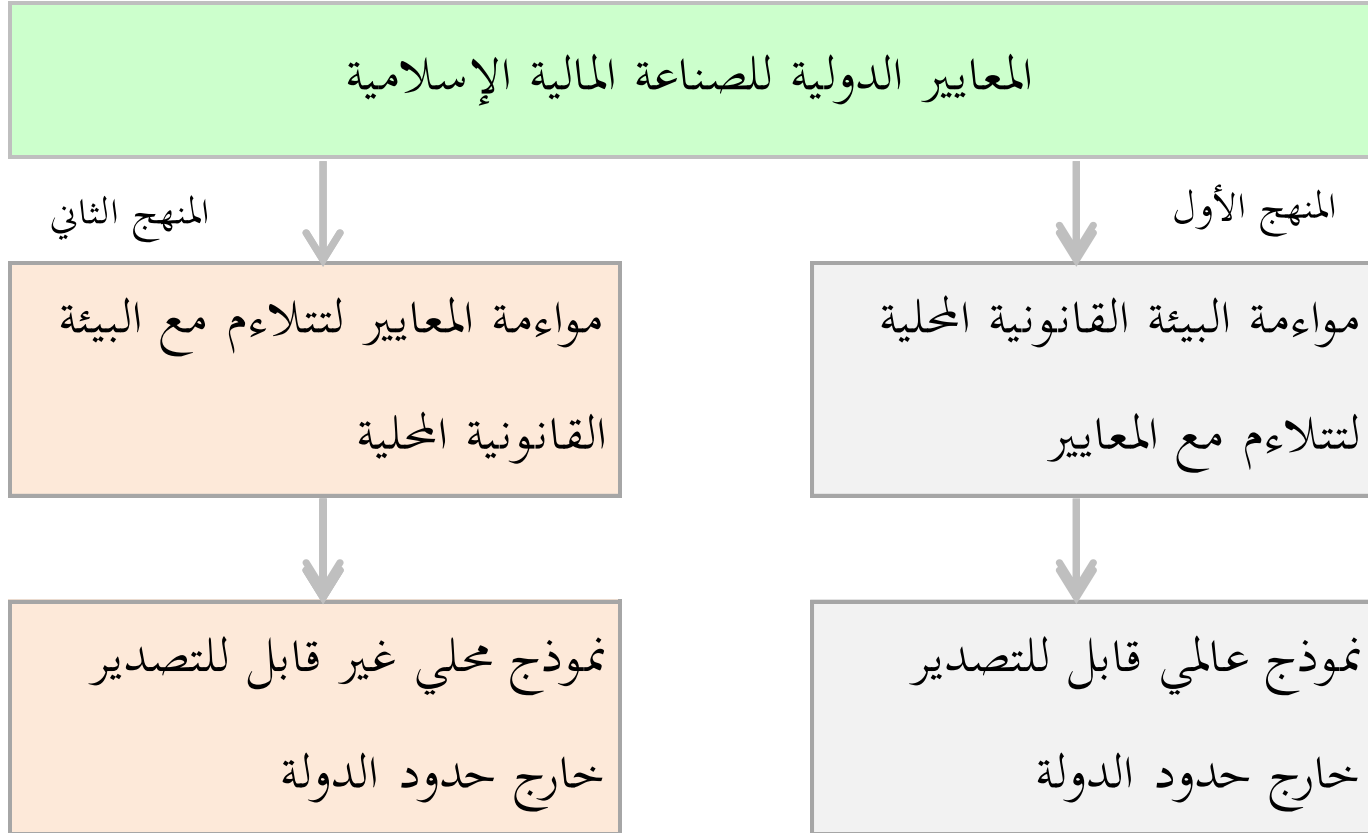 المعايير الدولية للصناعة المالية الإسلامية
المنهج الأول
المنهج الثاني
مواءمة البيئة القانونية المحلية
لتتلاءم مع المعايير
مواءمة المعايير لتتلاءم مع البيئة
القانونية المحلية
نموذج عالمي قابل للتصدير
خارج حدود الدولة
نموذج محلي غير قابل للتصدير
خارج حدود الدولة